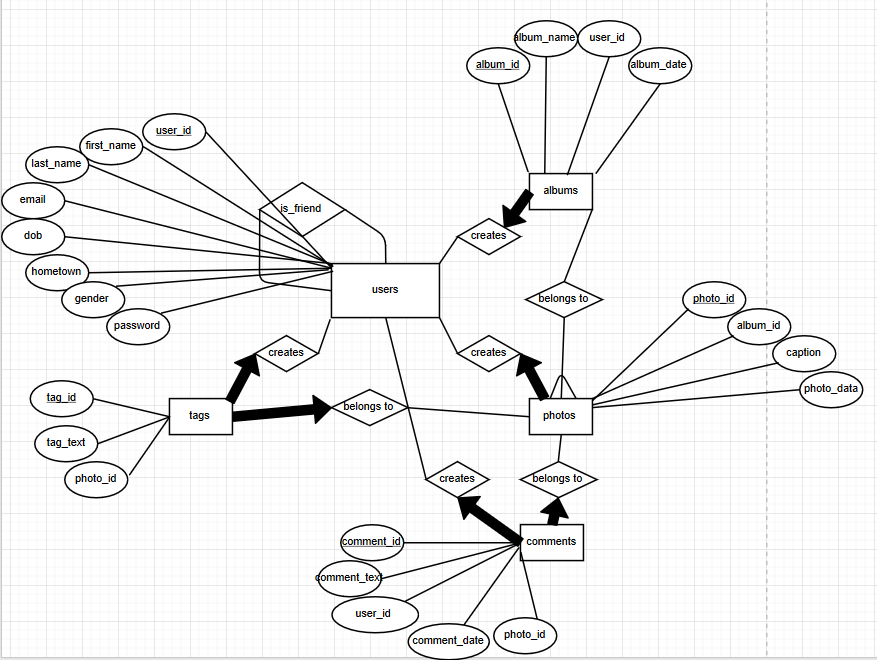 album_name
user_id
album_id
album_date
user_id
first_name
last_name
email
dob
hometown
gender
password
is_friend
albums
creates
users
belongs to
photo_id
album_id
caption
photo_data
creates
creates
tag_id
tag_text
photo_id
tags
belongs to
photos
creates
belongs to
comments
comment_id
comment_text
user_id
comment_date
photo_id